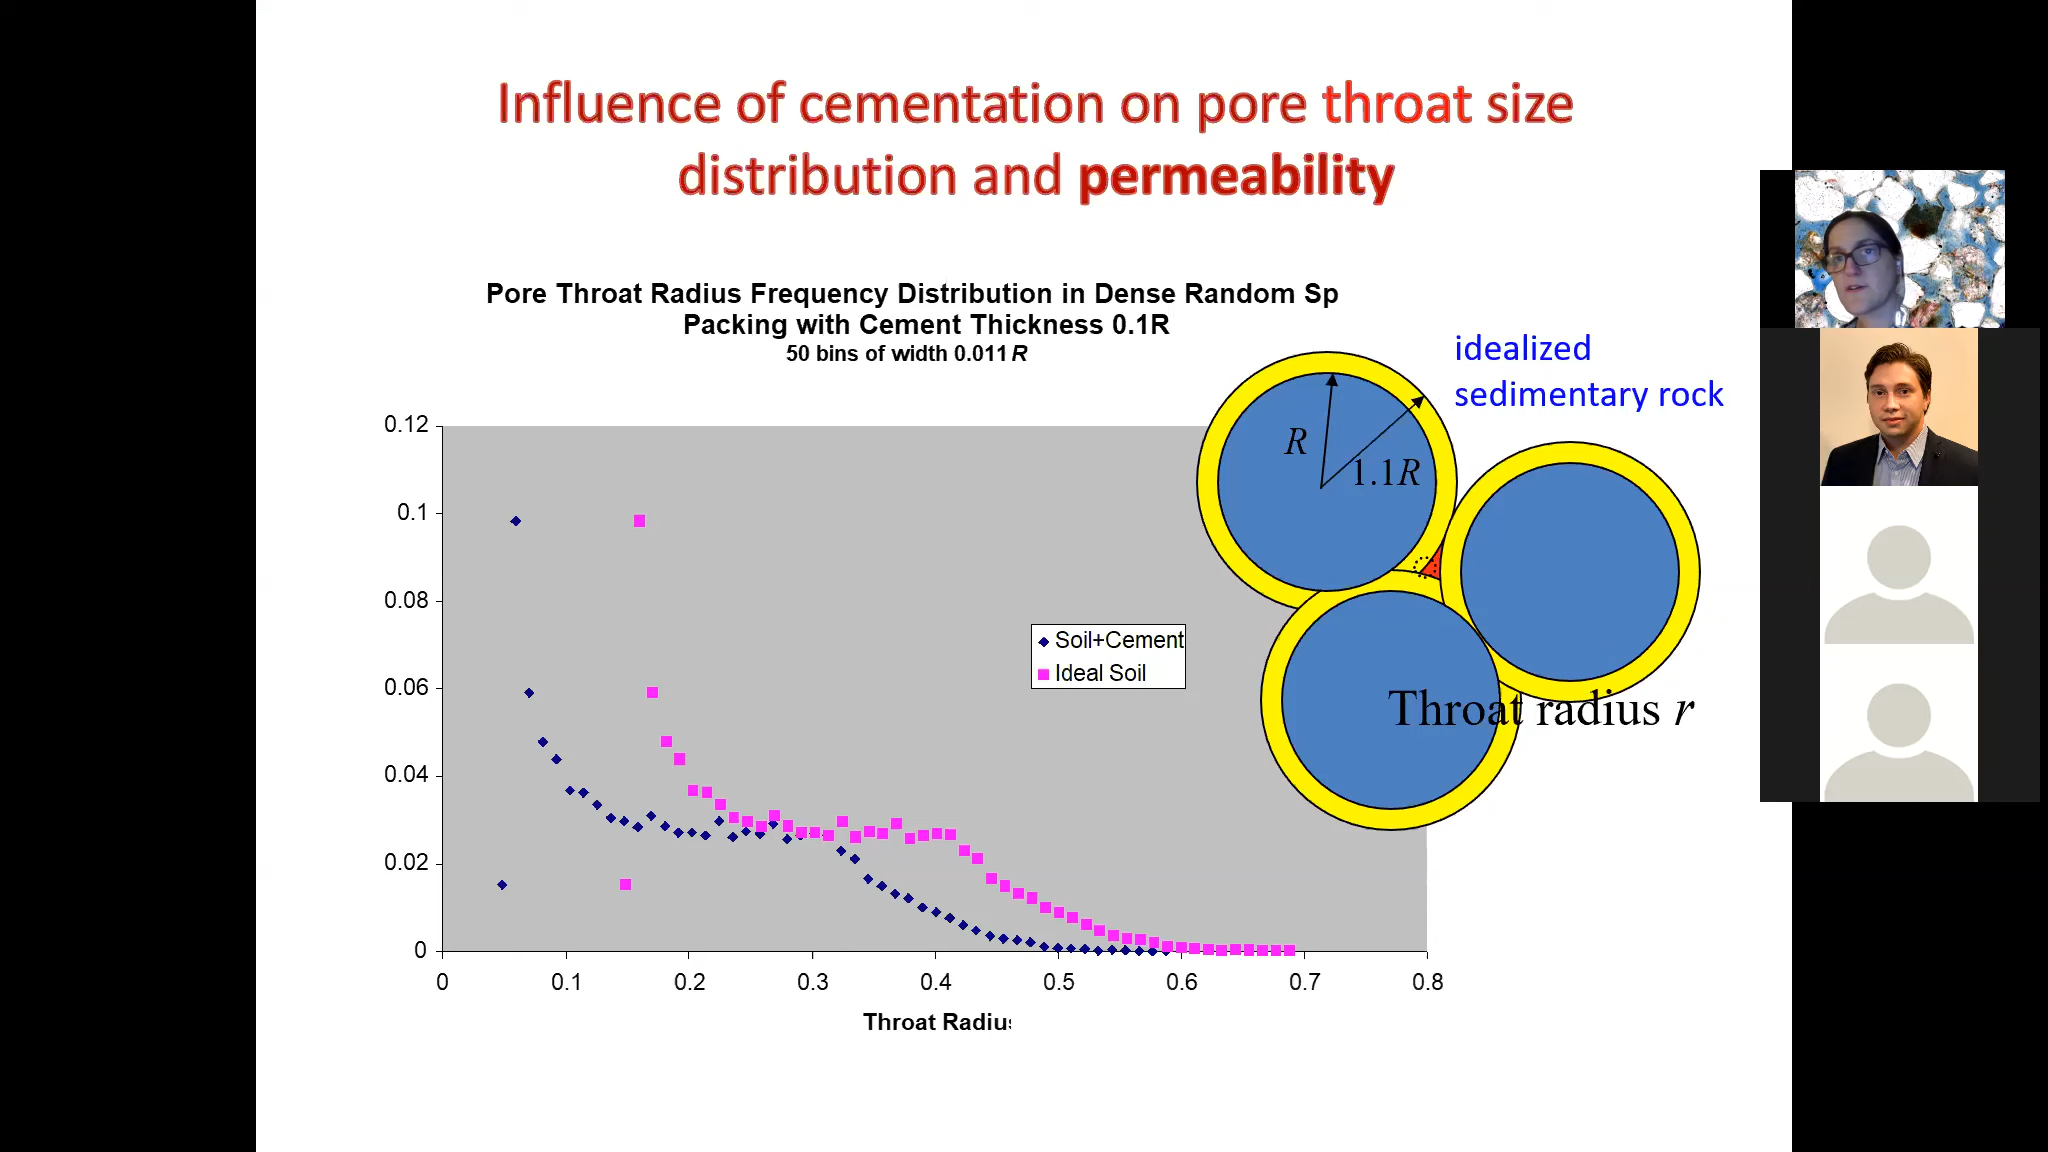 Influence of cementation on pore throat size
distribution and permeability
Pore Throat Radius Frequency Distribution in Dense Random Sp
Packing with Cement Thickness 0.1R
50 bins of width 0.011 R
idealized
sedimentary rock
R
1.1R
Throat radius r
0.12
0.1
0.08
0.06
0.04
0.02
0
Soil+Cement
Ideal Soil
0 0.1 0.2 0.3 0.4 0.5 0.6 0.7 0.8
Throat Radius